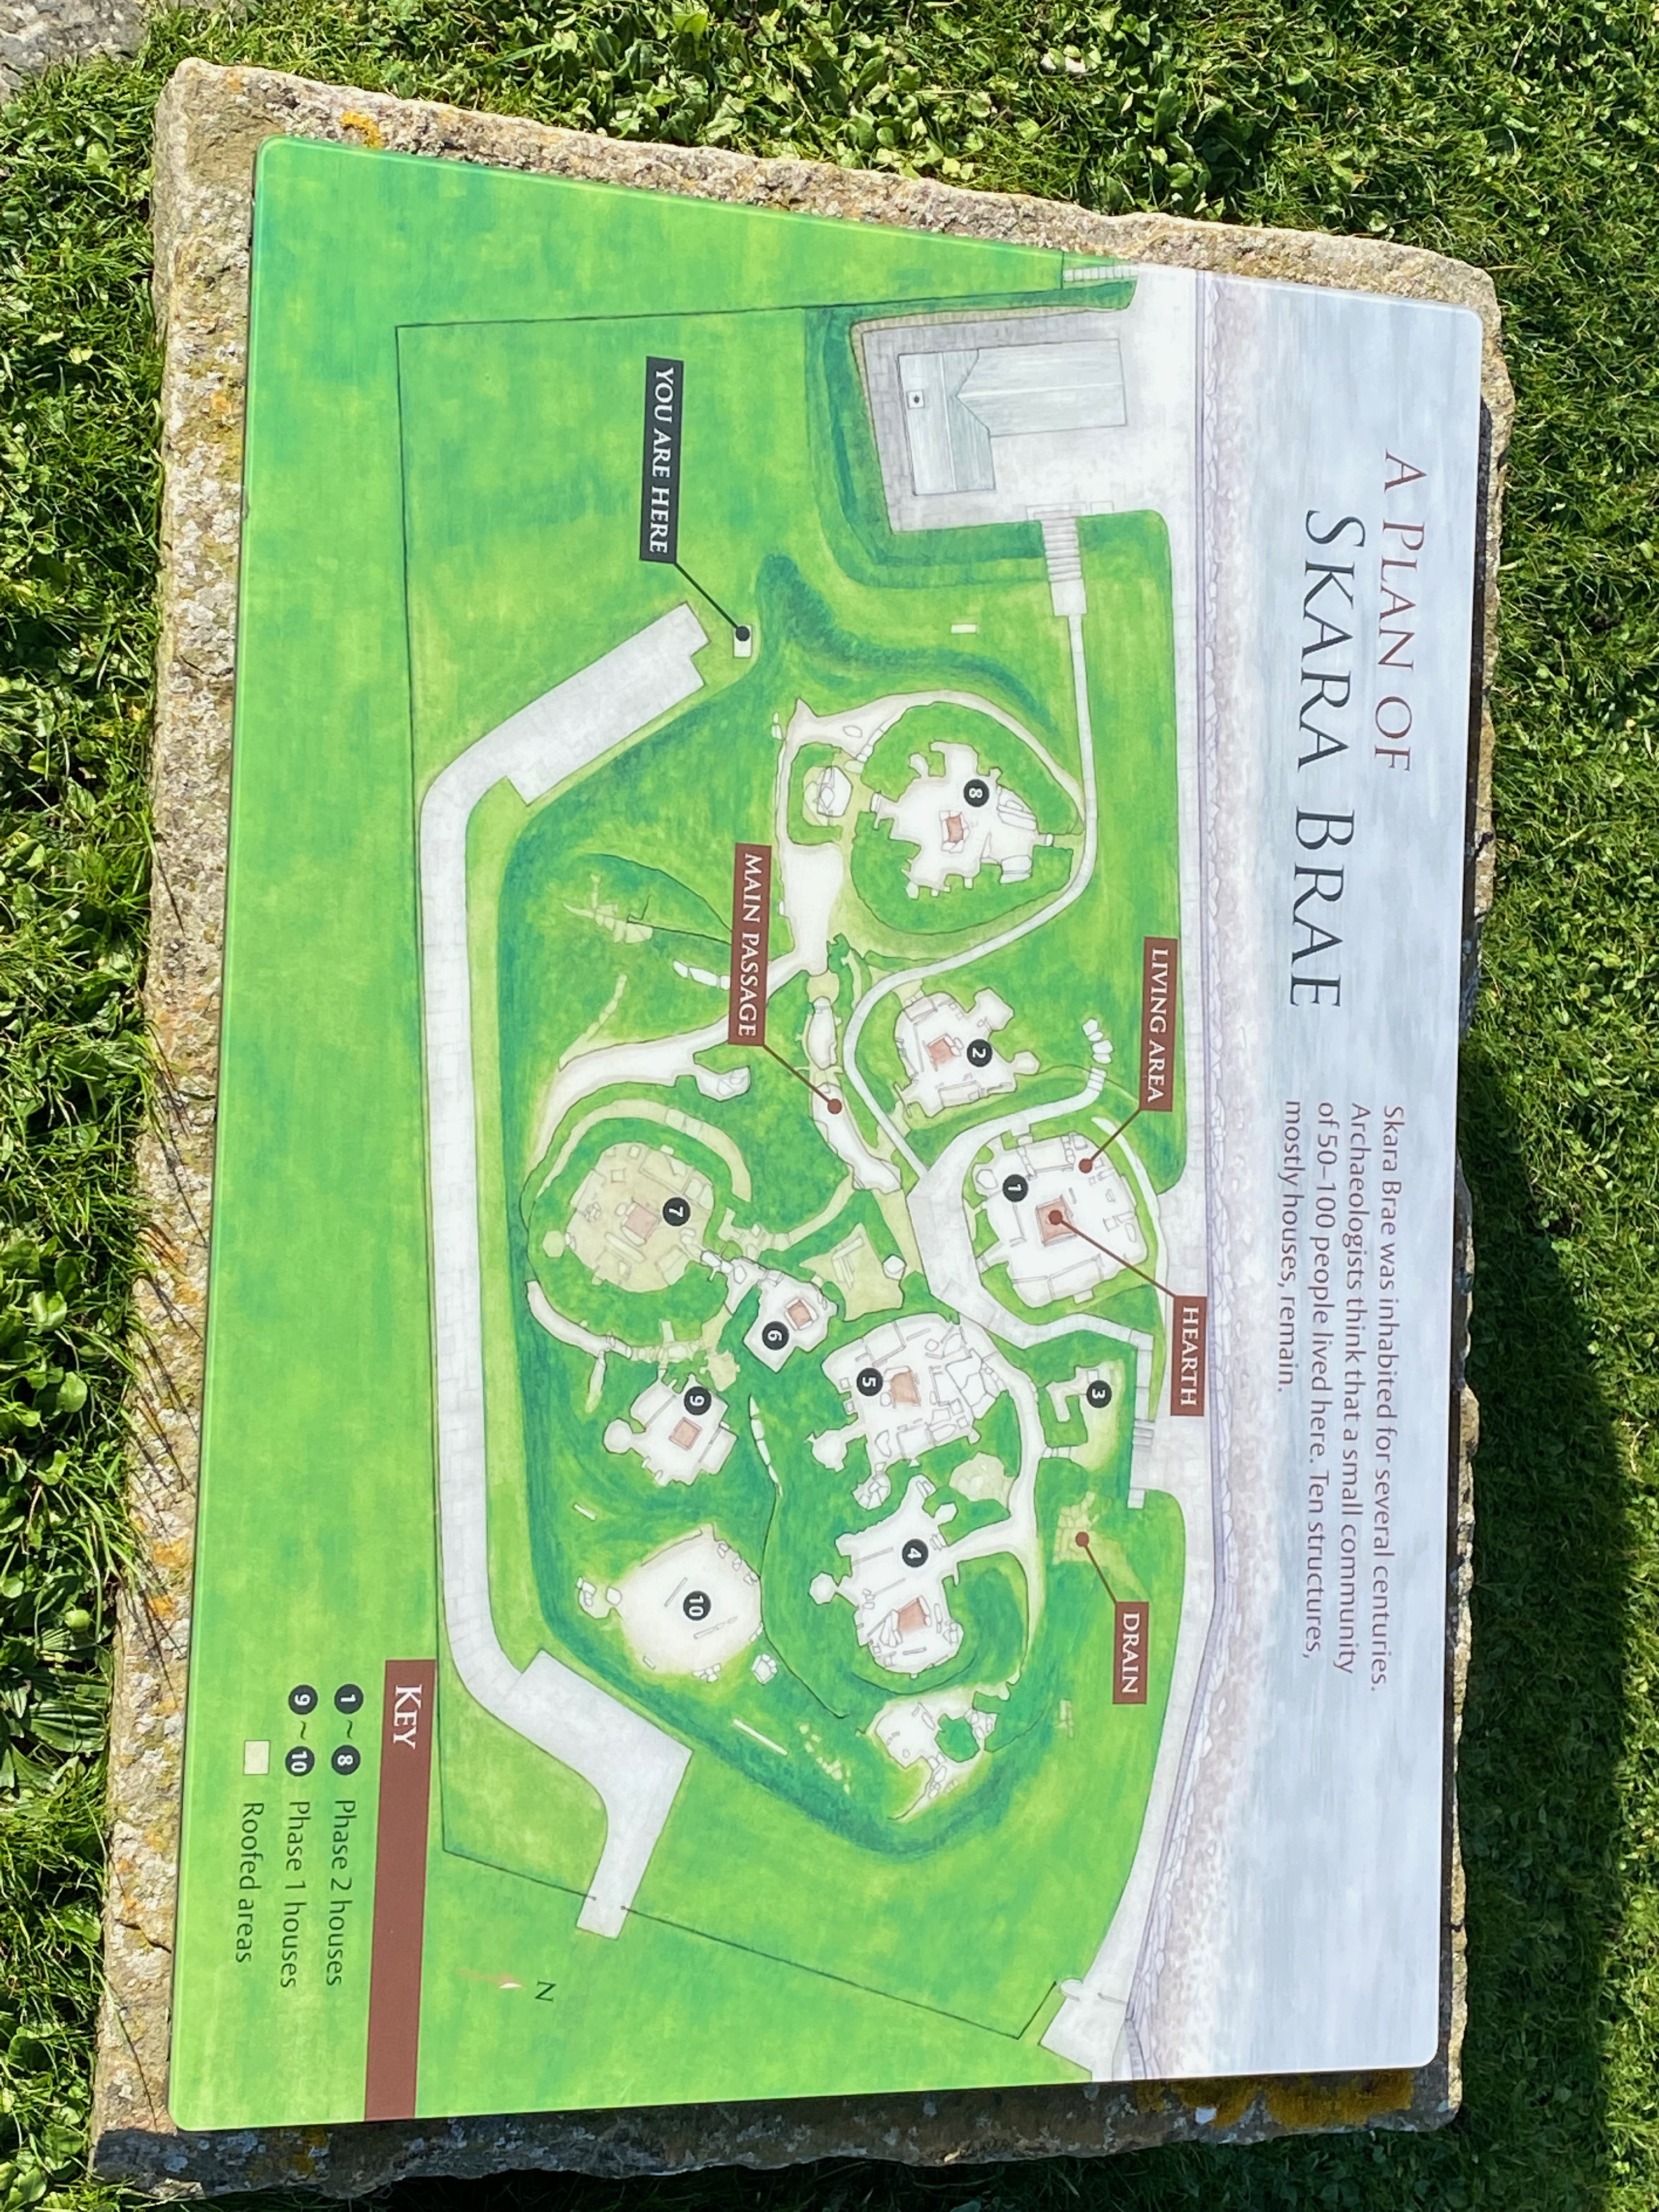 A PLAN OF
SKARA BRAE
Skara Brae was inhabited for several centuries.
Archaeologists think that a small community
of 50–100 people lived here. Ten structures,
mostly houses, remain.
LIVING AREA
HEARTH
DRAIN
YOU ARE HERE
MAIN PASSAGE
8
2
1
3
5
4
7
6
9
10
N
KEY
1 ~ 8 Phase 2 houses
9 ~ 10 Phase 1 houses
Roofed areas